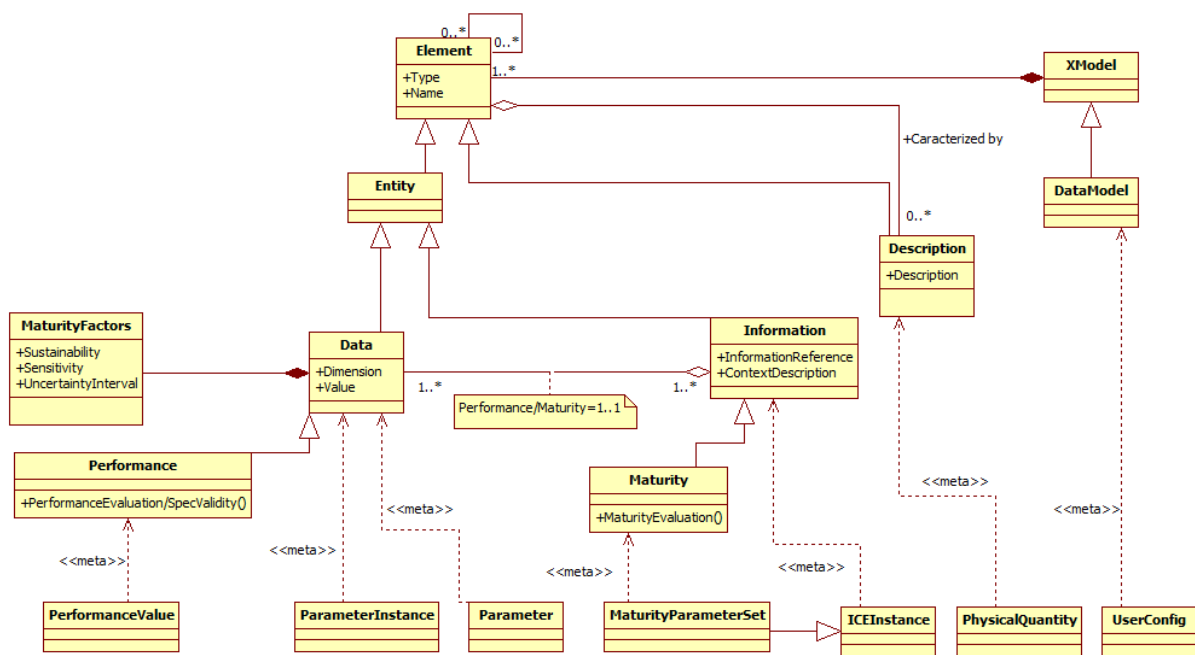 0..*
0..*
Element
+Type
+Name
1..*
XModel
+Caracterized by
Entity
DataModel
0..*
Description
+Description
MaturityFactors
+Sustainability
+Sensitivity
+UncertaintyInterval
Data
+Dimension
+Value
1..*
1..*
Information
+InformationReference
+ContextDescription
Performance/Maturity=1..1
Performance
+PerformanceEvaluation/SpecValidity()
Maturity
+MaturityEvaluation()
<<meta>>
<<meta>>
<<meta>>
<<meta>>
<<meta>>
<<meta>>
<<meta>>
<<meta>>
PerformanceValue
ParameterInstance
Parameter
MaturityParameterSet
ICEInstance
PhysicalQuantity
UserConfig